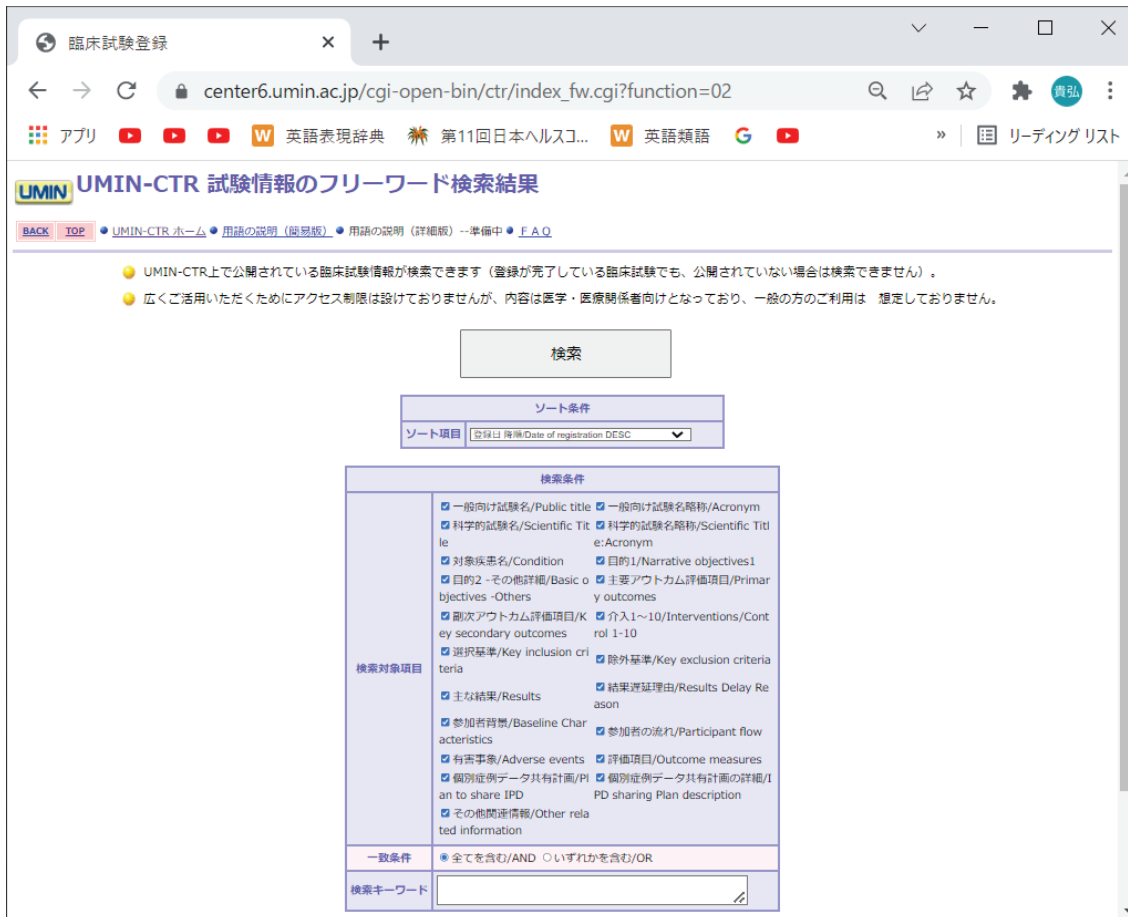 臨床試験登録
center6.umin.ac.jp/cgi-open-bin/ctr/index_fw.cgi?function=02
貴弘
アプリ W 英語表現辞典 第11回日本ヘルスコ... W 英語類語 G » リーディング リスト
UMIN UMIN-CTR 試験情報のフリーワード検索結果
BACK TOP UMIN-CTR ホーム 用語の説明（簡易版） 用語の説明（詳細版）--準備中 F A Q
UMIN-CTR上で公開されている臨床試験情報が検索できます（登録が完了している臨床試験でも、公開されていない場合は検索できません）。
広くご活用いただくためにアクセス制限は設けておりませんが、内容は医学・医療関係者向けとなっており、一般の方のご利用は 想定しておりません。
検索
ソート条件
ソート項目 登録日 降順/Date of registration DESC
検索条件
検索対象項目
一般向け試験名/Public title 一般向け試験名略称/Acronym
科学的試験名/Scientific Tit 科学的試験名略称/Scientific Titl
le e:Acronym
対象疾患名/Condition 目的1/Narrative objectives1
目的2 -その他詳細/Basic o 主要アウトカム評価項目/Primar
bjectives -Others y outcomes
副次アウトカム評価項目/K 介入1～10/Interventions/Cont
ey secondary outcomes rol 1-10
選択基準/Key inclusion cri
teria 除外基準/Key exclusion criteria
主な結果/Results 結果遅延理由/Results Delay Re
ason
参加者背景/Baseline Char
acteristics 参加者の流れ/Participant flow
有害事象/Adverse events 評価項目/Outcome measures
個別症例データ共有計画/Pl 個別症例データ共有計画の詳細/I
an to share IPD PD sharing Plan description
その他関連情報/Other rela
ted information
一致条件 全てを含む/AND いずれかを含む/OR
検索キーワード